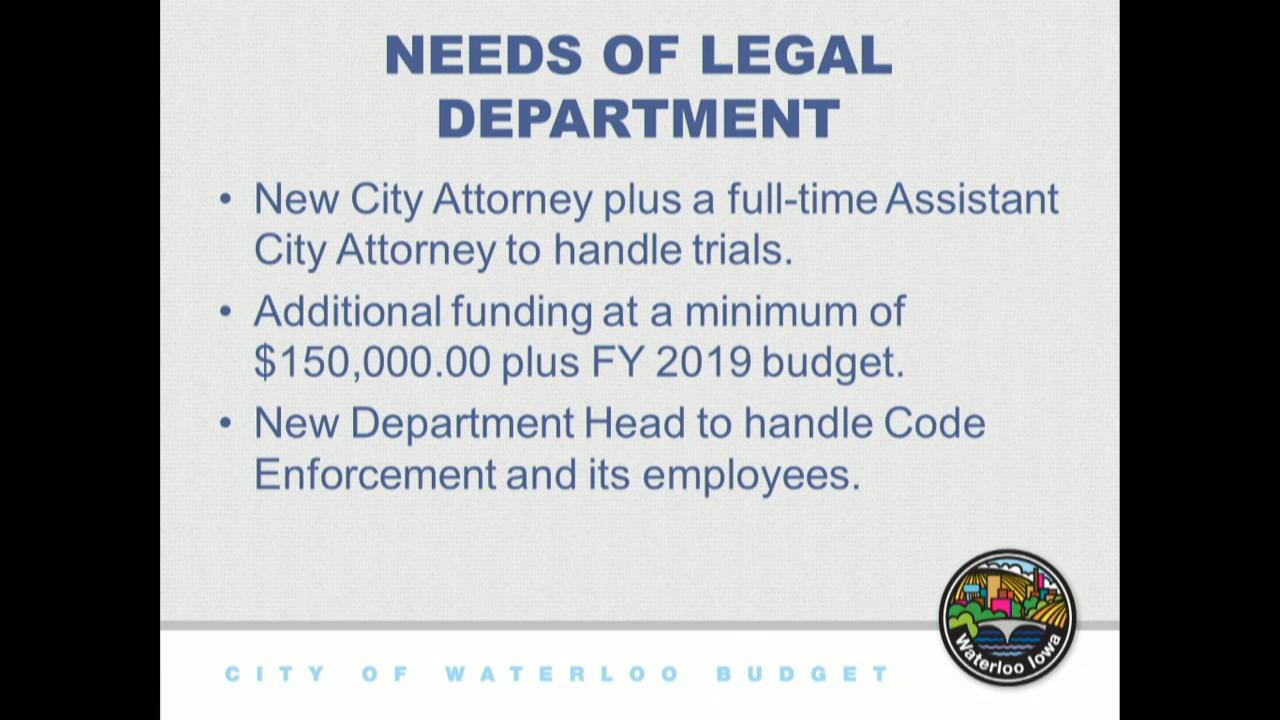 NEEDS OF LEGAL
DEPARTMENT
• New City Attorney plus a full-time Assistant
City Attorney to handle trials.
• Additional funding at a minimum of
$150,000.00 plus FY 2019 budget.
• New Department Head to handle Code
Enforcement and its employees.
Waterloo Iowa
CITY OF WATERLOO BUDGET